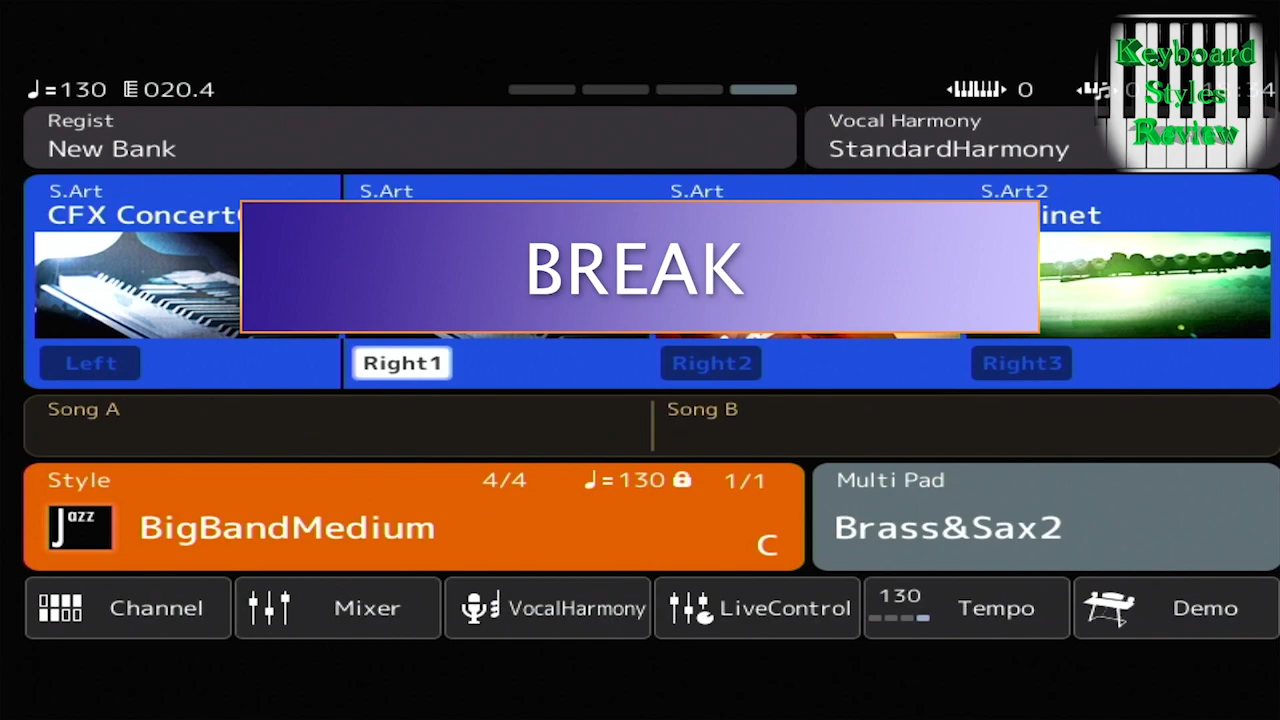 ♩=130 020.4
0
Keyboard
Styles
Review
Regist
New Bank
Vocal Harmony
StandardHarmony
S.Art
CFX Concert
S.Art
S.Art
S.Art2
inet
BREAK
Left
Right1
Right2
Right3
Song A
Song B
Style
4/4 ♩=130 1/1
Jazz
BigBandMedium
C
Multi Pad
Brass&Sax2
Channel
Mixer
VocalHarmony
LiveControl
130
Tempo
Demo